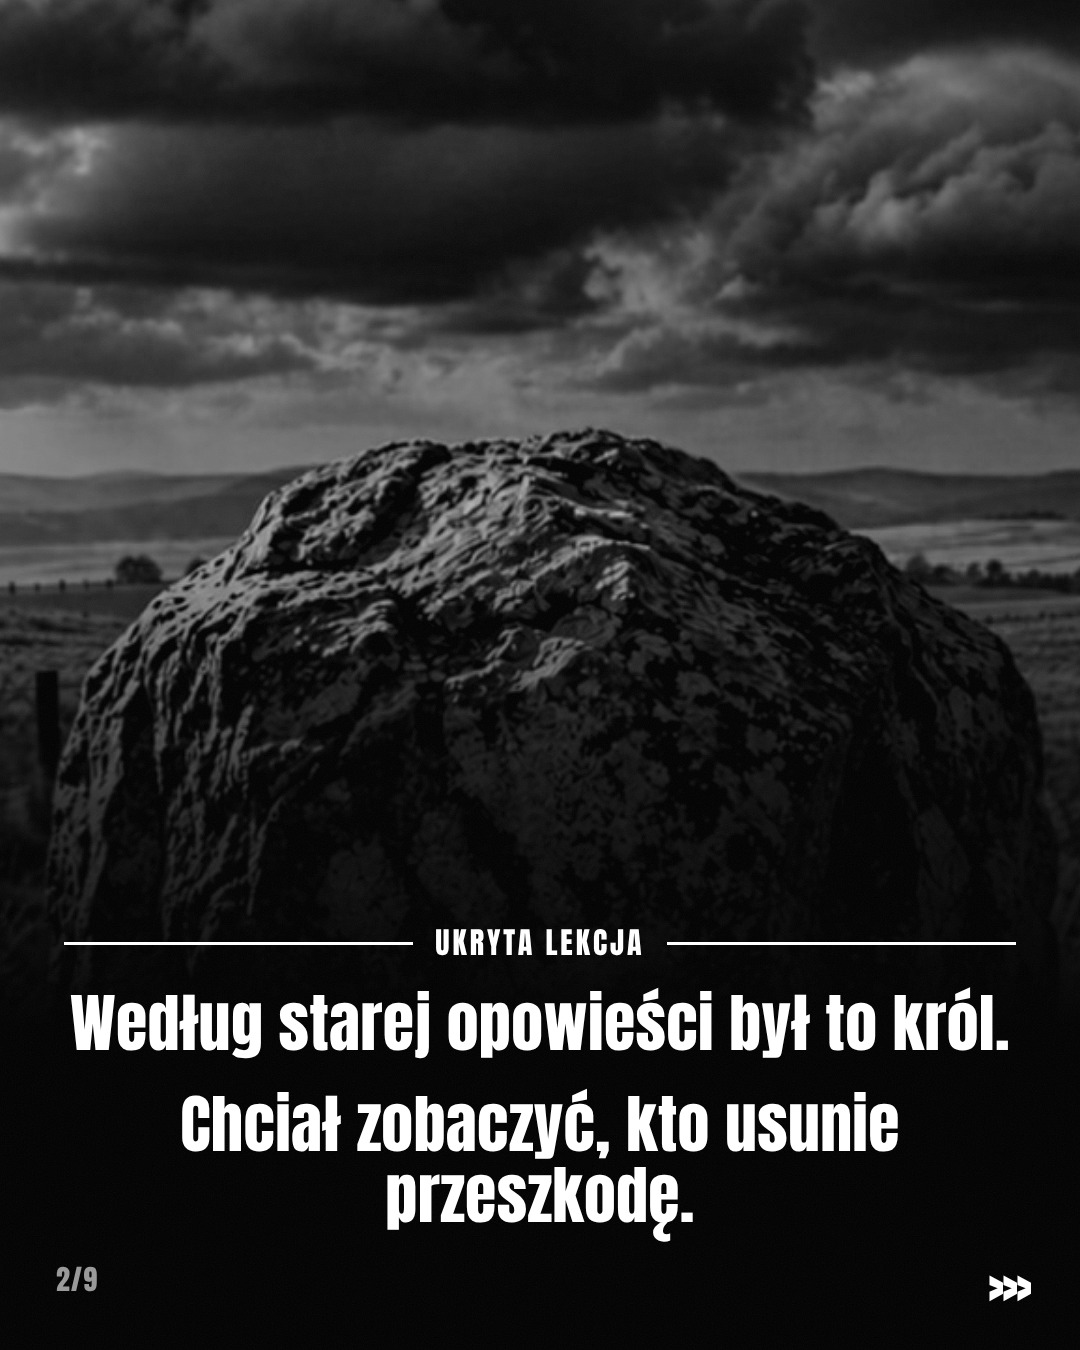 UKRYTA LEKCJA
Według starej opowieści był to król.
Chciał zobaczyć, kto usunie
przeszkodę.
2/9
>>>